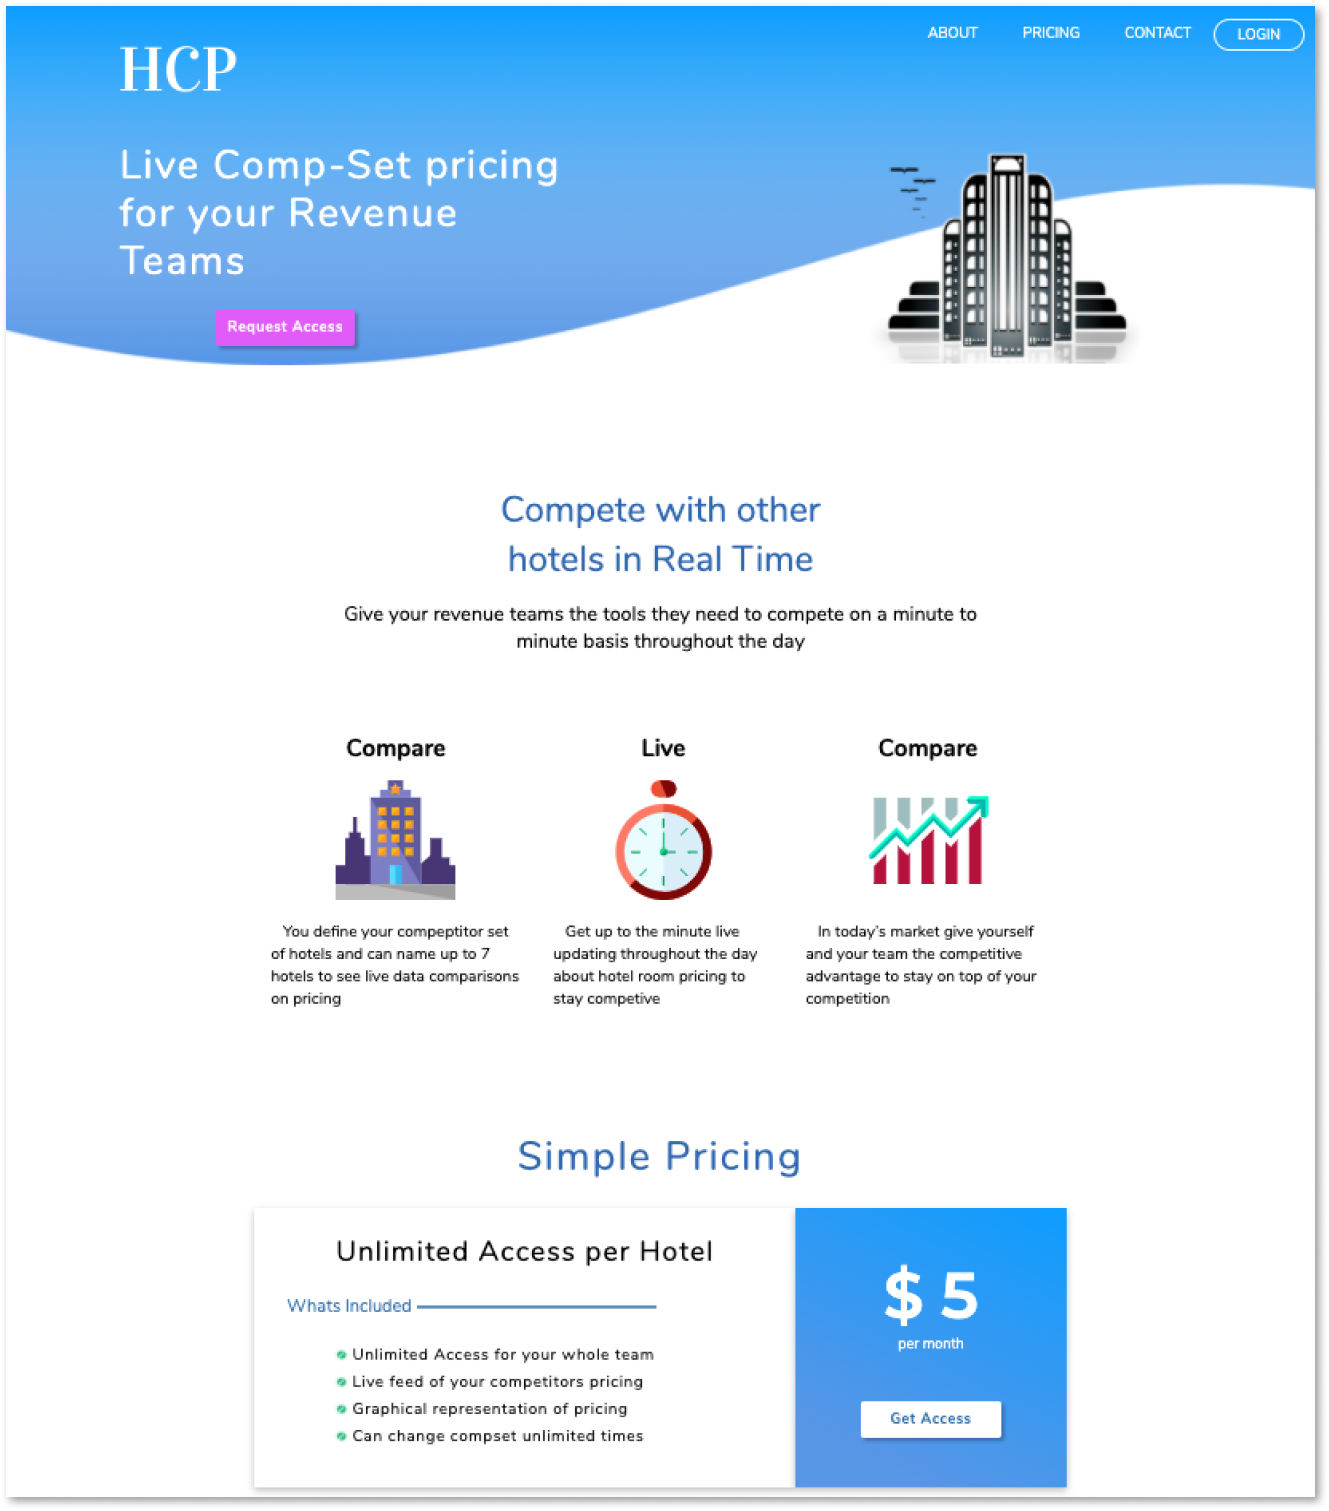 ABOUT PRICING CONTACT LOGIN
HCP
Live Comp-Set pricing
for your Revenue
Teams
Request Access
Compete with other
hotels in Real Time
Give your revenue teams the tools they need to compete on a minute to
minute basis throughout the day
Compare
You define your compeptitor set
of hotels and can name up to 7
hotels to see live data comparisons
on pricing
Live
Get up to the minute live
updating throughout the day
about hotel room pricing to
stay competive
Compare
In today's market give yourself
and your team the competitive
advantage to stay on top of your
competition
Simple Pricing
Unlimited Access per Hotel
Whats Included
Unlimited Access for your whole team
Live feed of your competitors pricing
Graphical representation of pricing
Can change compset unlimited times
$ 5
per month
Get Access